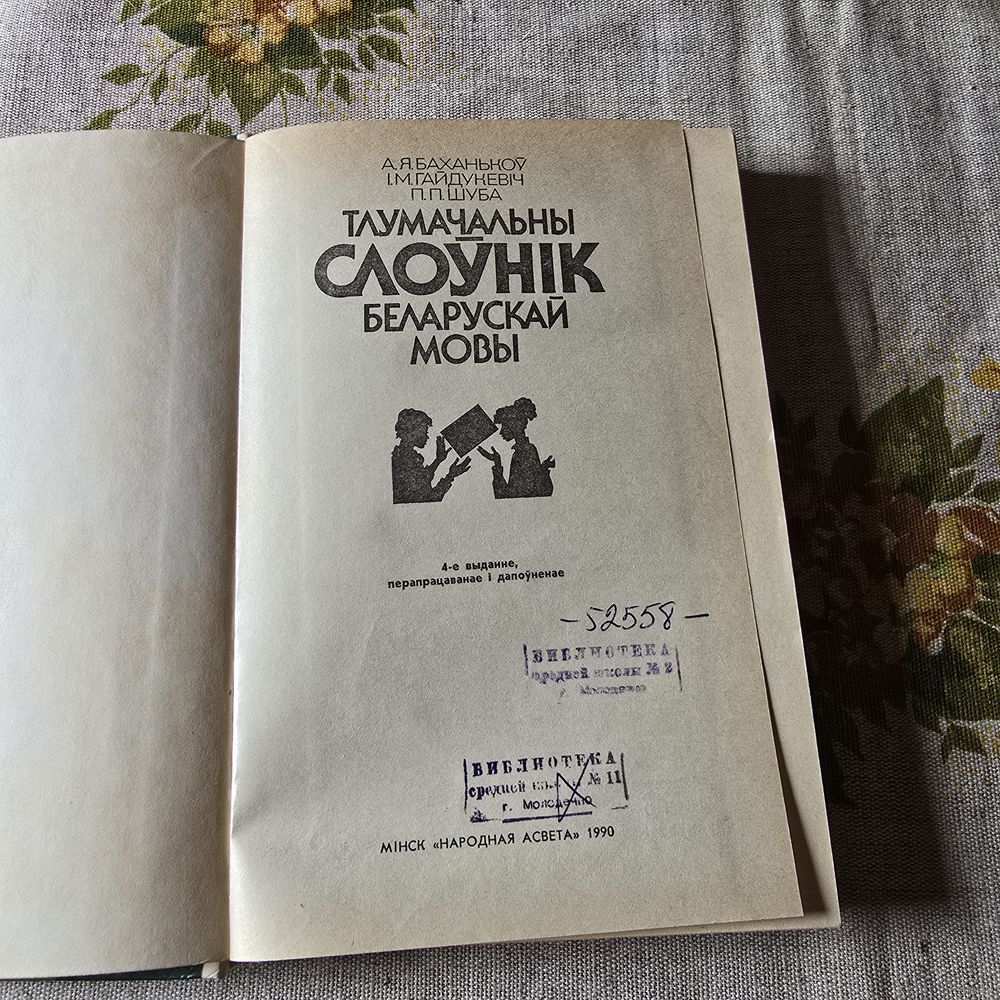 А. Я. БАХАНЬКОЎ
І. М. ГАЙДУКЕВІЧ
П. П. ШУБА
ТЛУМАЧАЛЬНЫ
СЛОЎНІК
БЕЛАРУСКАЙ
МОВЫ
4-е выданне,
перапрацаванае і дапоўненае
– 52558 –
БИБЛИОТЕКА
средней школы № 2
г. Молодечно
БИБЛИОТЕКА
средней № 11
г. Молодечно
МІНСК «НАРОДНАЯ АСВЕТА» 1990